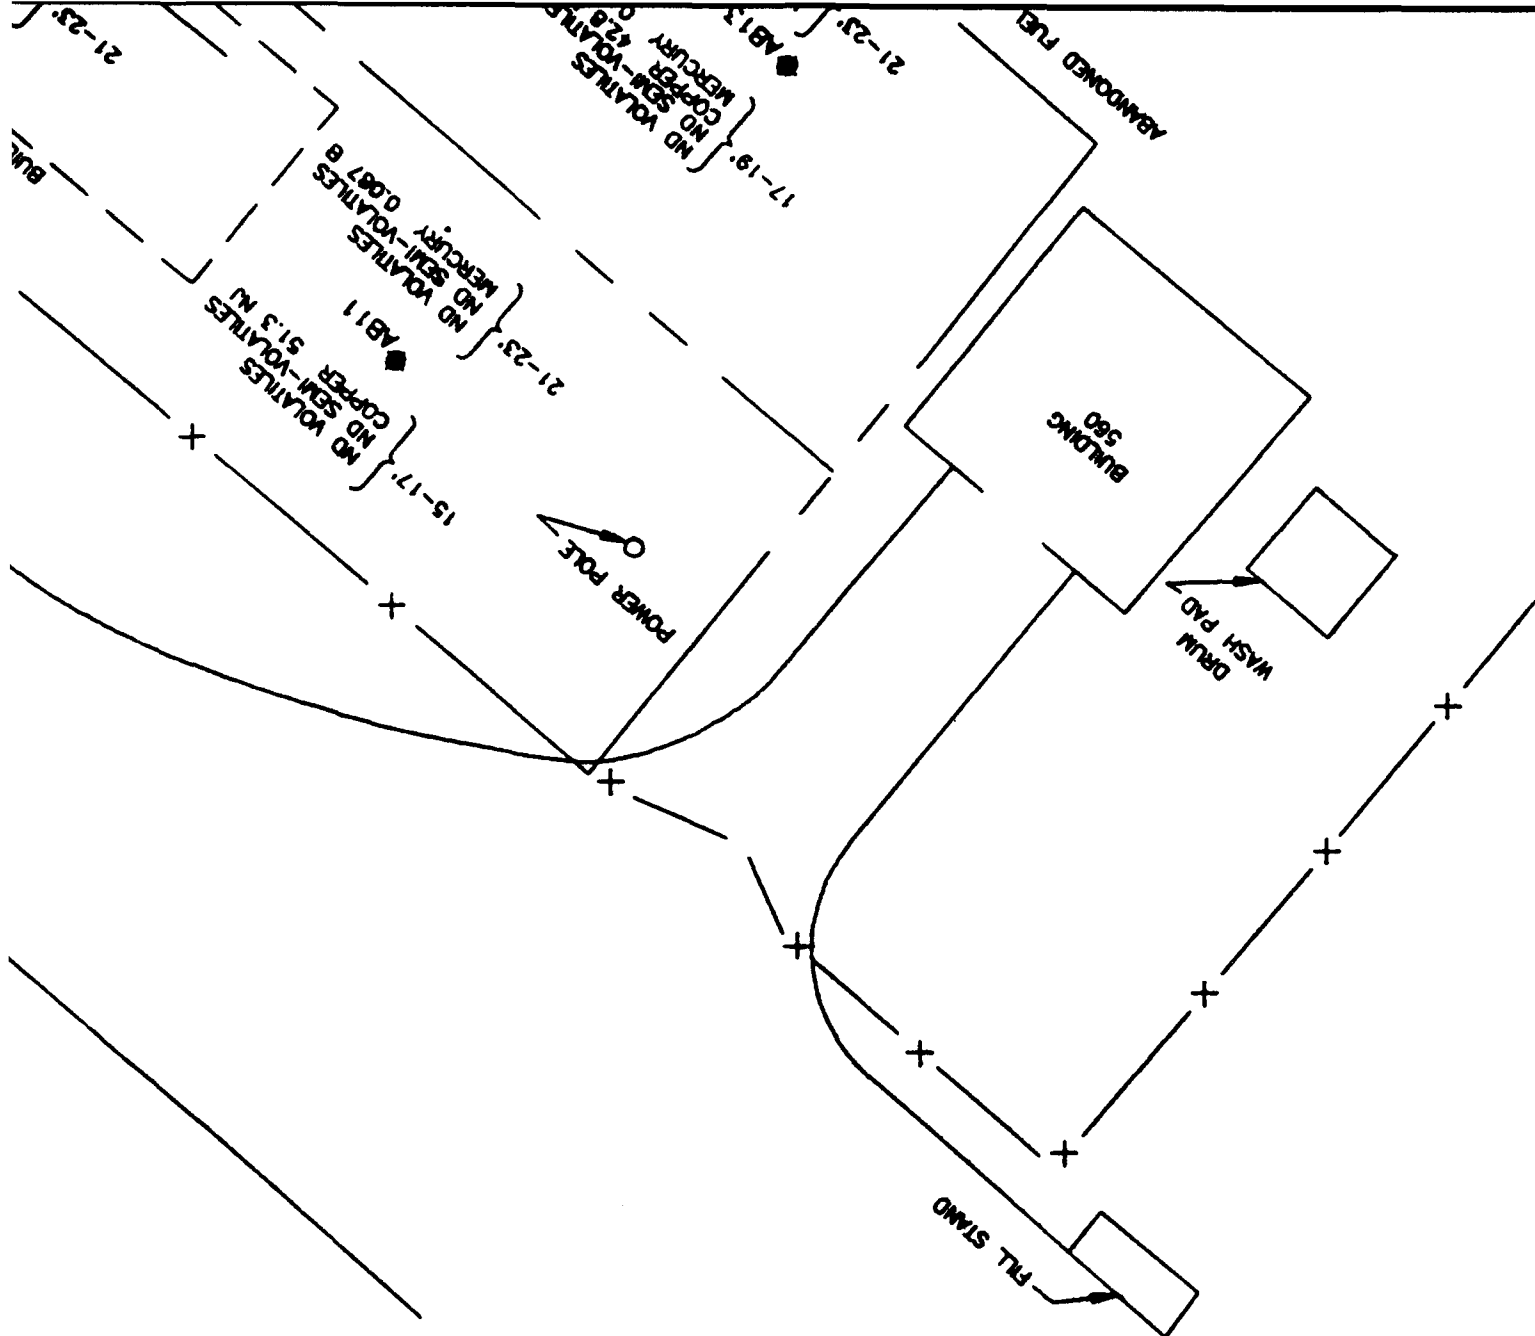 21-23'
ND VOLATILES
ND SEMI-VOLATILES
COPPER 42.8
MERCURY
17-19'
AB13
21-23'
ABANDONED FUEL
ND VOLATILES
ND SEMI-VOLATILES
MERCURY 0.087 B
21-23'
AB11
ND VOLATILES
ND SEMI-VOLATILES
COPPER 51.3 NJ
15-17'
POWER POLE
BUILDING
560
DRUM
WASH PAD
FILL STAND